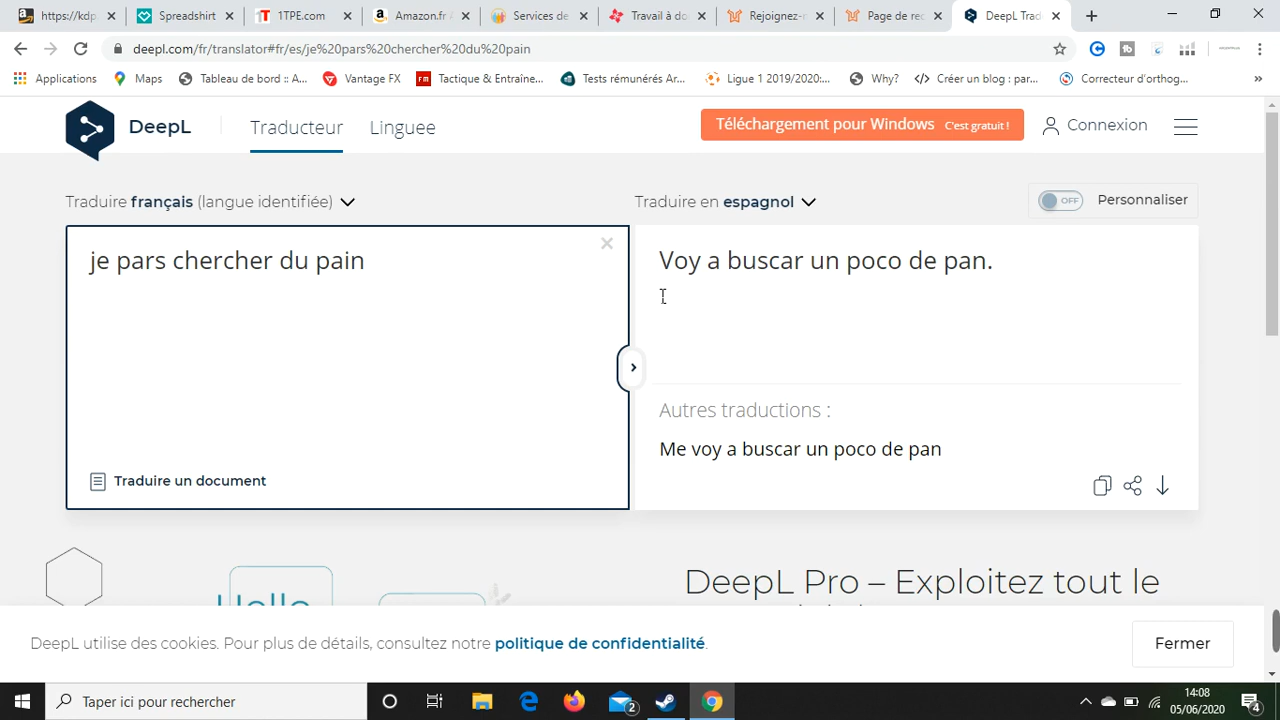 https://kdp
Spreadshirt
1TPE.com
Amazon.fr
Services de
Travail à do
Rejoignez-
Page de rec
DeepL Trad
deepl.com/fr/translator#fr/es/je%20pars%20chercher%20du%20pain
Applications
Maps
Tableau de bord :: A...
Vantage FX
Tactique & Entraîne...
Tests rémunérés Ar...
Ligue 1 2019/2020:...
Why?
Créer un blog : par...
Correcteur d'orthog...
»
DeepL
Traducteur
Linguee
Téléchargement pour Windows C'est gratuit !
Connexion
Traduire français (langue identifiée)
Traduire en espagnol
OFF
Personnaliser
je pars chercher du pain
Voy a buscar un poco de pan.
Autres traductions :
Me voy a buscar un poco de pan
Traduire un document
DeepL Pro – Exploitez tout le
DeepL utilise des cookies. Pour plus de détails, consultez notre politique de confidentialité.
Fermer
Taper ici pour rechercher
2
14:08
05/06/2020
4